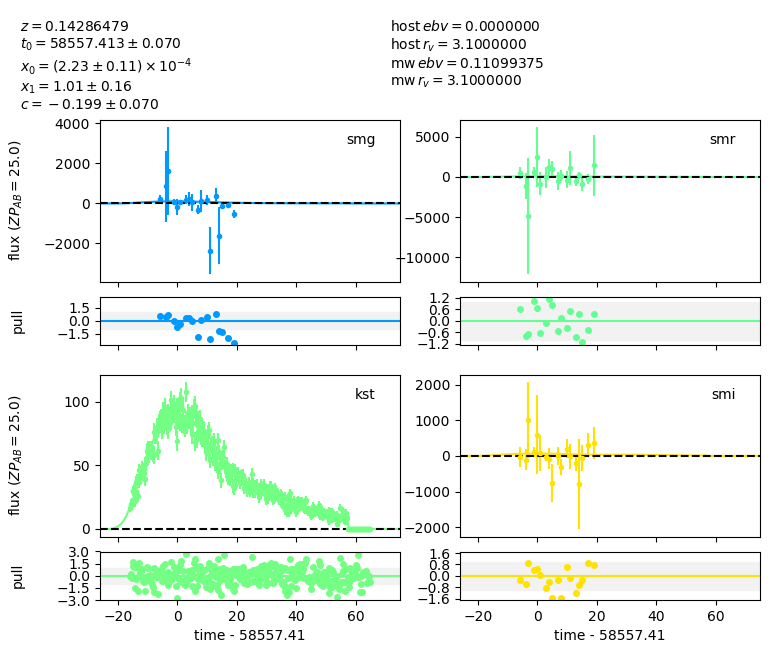 z = 0.14286479
t₀ = 58557.413 ± 0.070
x₀ = (2.23 ± 0.11) × 10⁻⁴
x₁ = 1.01 ± 0.16
c = −0.199 ± 0.070
host ebv = 0.0000000
host r_v = 3.1000000
mw ebv = 0.11099375
mw r_v = 3.1000000
flux (ZP_AB = 25.0)
4000
2000
0
−2000
smg
5000
0
−5000
−10000
smr
pull
1.5
0.0
−1.5
1.2
0.6
0.0
−0.6
−1.2
flux (ZP_AB = 25.0)
100
50
0
kst
2000
1000
0
−1000
−2000
smi
pull
3.0
1.5
0.0
−1.5
−3.0
1.6
0.8
0.0
−0.8
−1.6
−20 0 20 40 60
−20 0 20 40 60
time - 58557.41
time - 58557.41